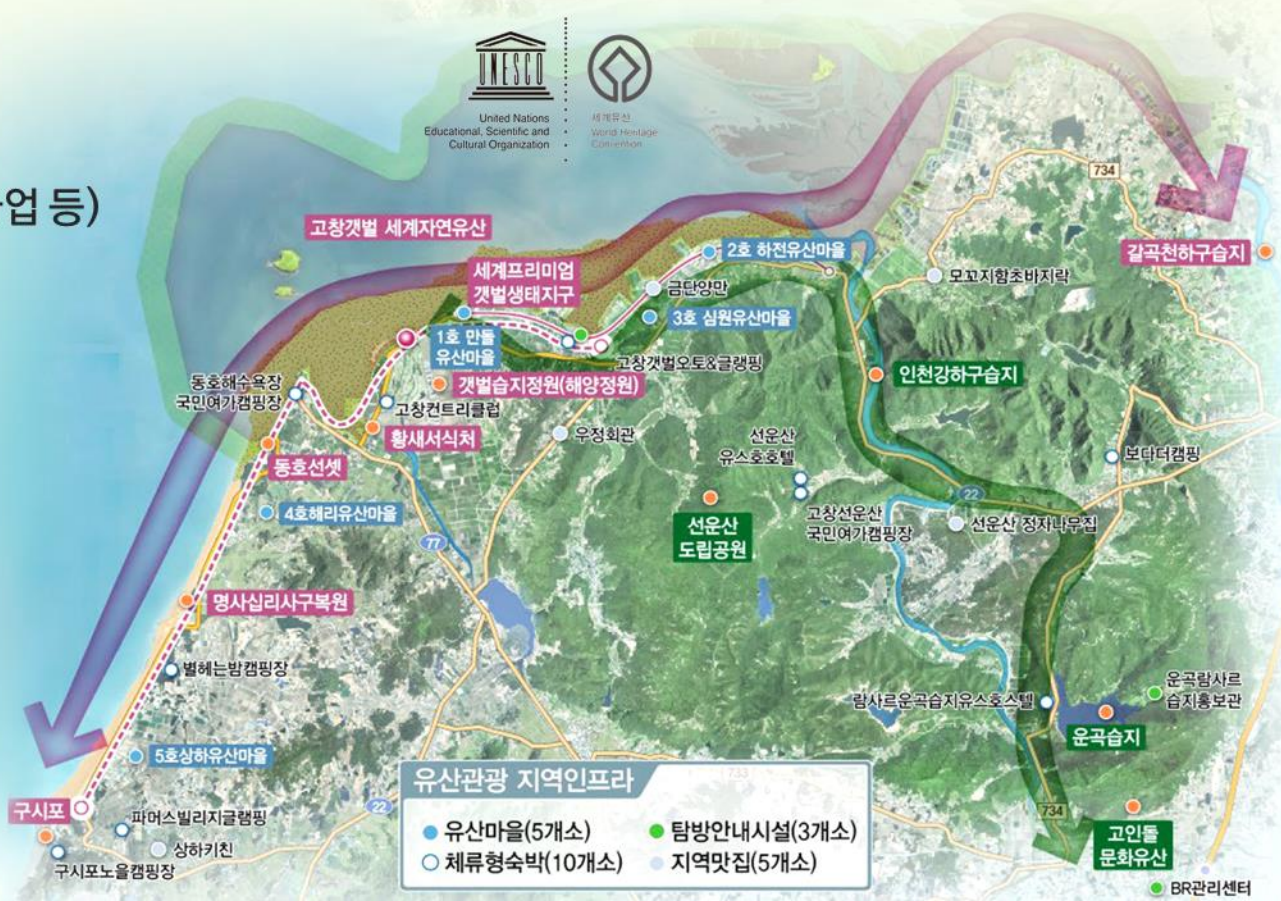 UNESCO
United Nations
Educational, Scientific and
Cultural Organization
세계유산
World Heritage
Convention
업 등)
734
고창갯벌 세계자연유산
2호 하전유산마을
갈곡천하구습지
세계프리미엄
갯벌생태지구
금단양만
모꼬지함초바지락
3호 심원유산마을
1호 만돌
유산마을
고창갯벌오토&글램핑
인천강하구습지
동호해수욕장
국민여가캠핑장
갯벌습지정원(해양정원)
고창컨트리클럽
황새서식처
우정회관
선운산
유스호호텔
보다더캠핑
동호선셋
4호해리유산마을
선운산
도립공원
고창선운산
국민여가캠핑장
22
선운산 정자나무집
77
명사십리사구복원
별헤는밤캠핑장
람사르운곡습지유스호스텔
운곡람사르
습지홍보관
운곡습지
5호상하유산마을
733
유산관광 지역인프라
구시포
22
734
파머스빌리지글램핑
유산마을(5개소)
탐방안내시설(3개소)
고인돌
문화유산
상하키친
체류형숙박(10개소)
지역맛집(5개소)
구시포노을캠핑장
BR관리센터